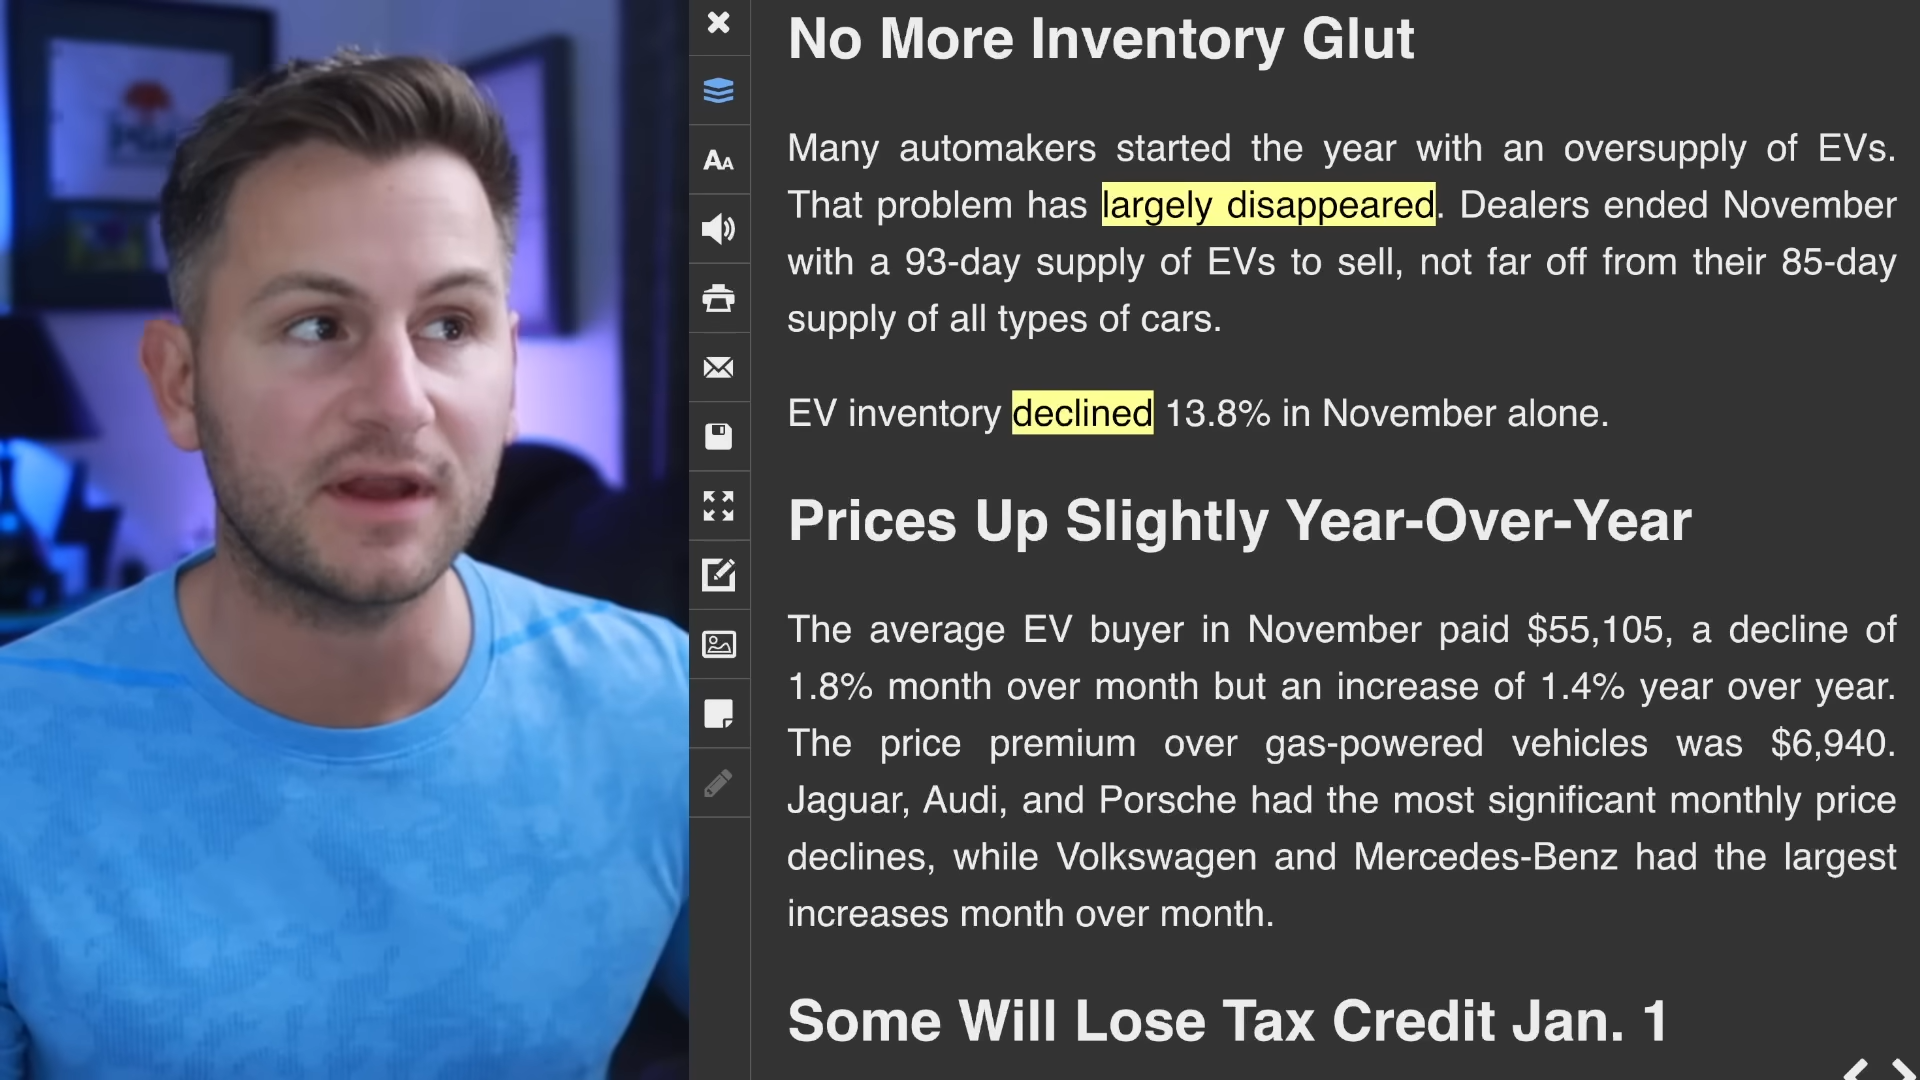 No More Inventory Glut
Many automakers started the year with an oversupply of EVs.
That problem has largely disappeared. Dealers ended November
with a 93-day supply of EVs to sell, not far off from their 85-day
supply of all types of cars.
EV inventory declined 13.8% in November alone.
Prices Up Slightly Year-Over-Year
The average EV buyer in November paid $55,105, a decline of
1.8% month over month but an increase of 1.4% year over year.
The price premium over gas-powered vehicles was $6,940.
Jaguar, Audi, and Porsche had the most significant monthly price
declines, while Volkswagen and Mercedes-Benz had the largest
increases month over month.
Some Will Lose Tax Credit Jan. 1